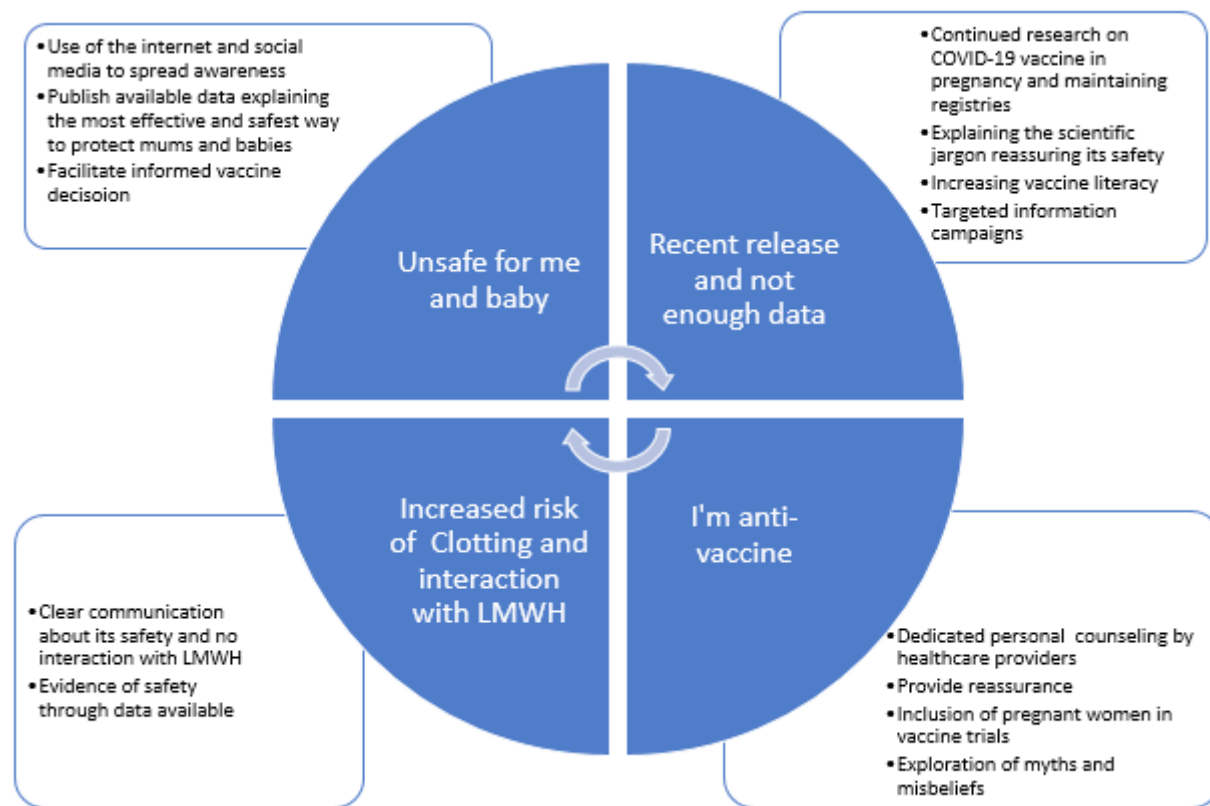 •Use of the internet and social
media to spread awareness
•Publish available data explaining
the most effective and safest way
to protect mums and babies
•Facilitate informed vaccine
decisoion
•Continued research on
COVID-19 vaccine in
pregnancy and maintaining
registries
•Explaining the scientific
jargon reassuring its safety
•Increasing vaccine literacy
•Targeted information
campaigns
Unsafe for me
and baby
Recent release
and not
enough data
Increased risk
of Clotting and
interaction
with LMWH
I'm anti-
vaccine
•Clear communication
about its safety and no
interaction with LMWH
•Evidence of safety
through data available
•Dedicated personal counseling by
healthcare providers
•Provide reassurance
•Inclusion of pregnant women in
vaccine trials
•Exploration of myths and
misbeliefs